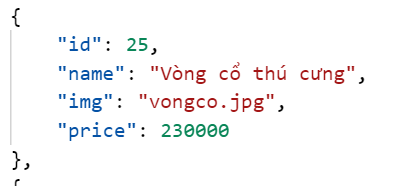 {
"id": 25,
"name": "Vòng cổ thú cưng",
"img": "vongco.jpg",
"price": 230000
},
{